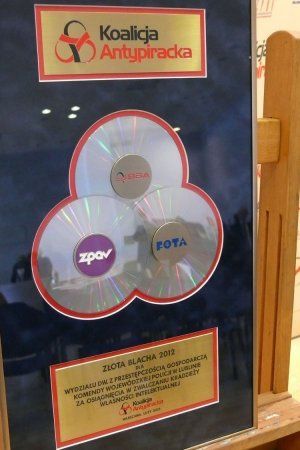 Koalicja
Antypiracka
BSA
zpav
FOTA
ZŁOTA BLACHA 2012
DLA
WYDZIAŁU DW. Z PRZESTĘPCZOŚCIĄ GOSPODARCZĄ
KOMENDY WOJEWÓDZKIEJ POLICJI W LUBLINIE
ZA OSIĄGNIĘCIA W ZWALCZANIU KRADZIEŻY
WŁASNOŚCI INTELEKTUALNEJ
Koalicja
Antypiracka